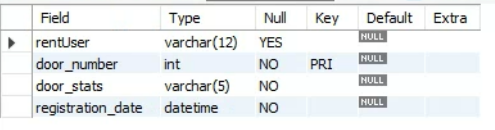 Field Type Null Key Default Extra
rentUser varchar(12) YES NULL
door_number int NO PRI NULL
door_stats varchar(5) NO NULL
registration_date datetime NO NULL